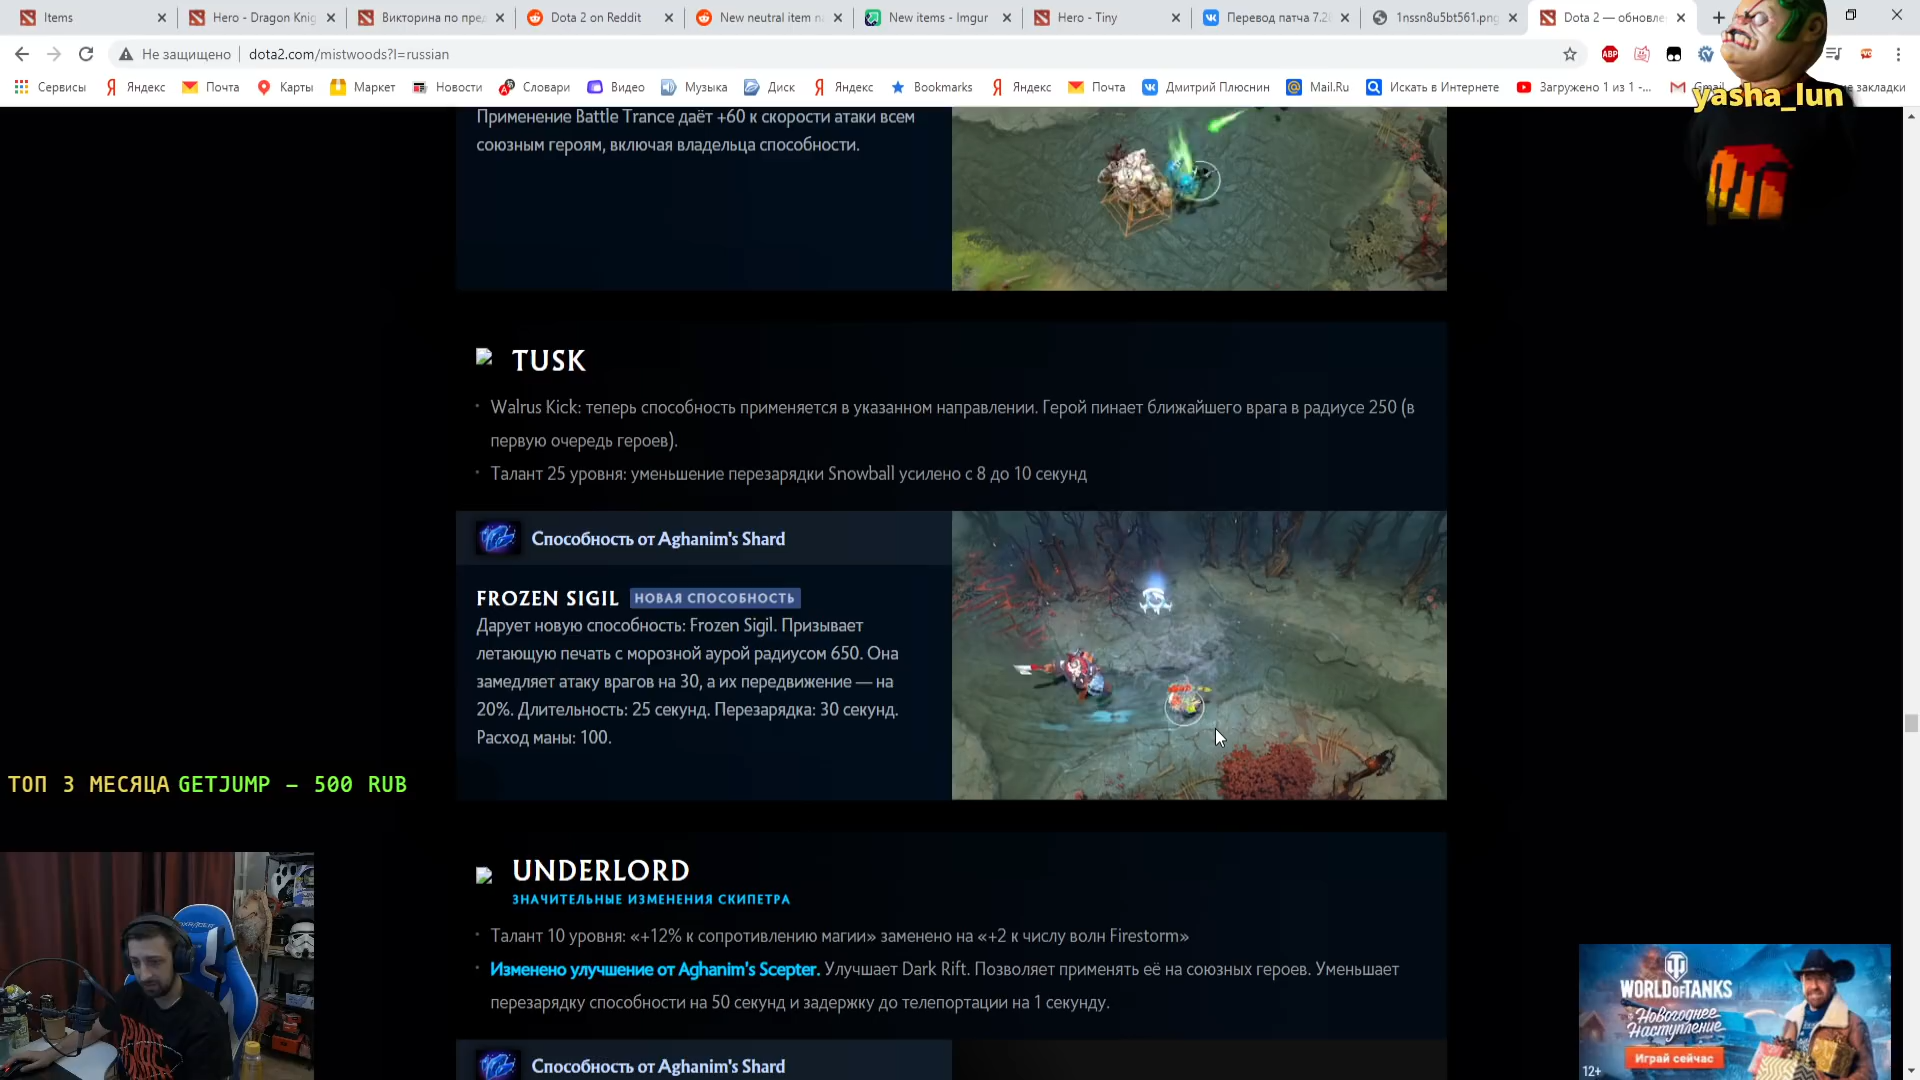 Items
Hero - Dragon Knig
Викторина по пред
Dota 2 on Reddit
New neutral item na
New items - Imgur
Hero - Tiny
Перевод патча 7.28
1nssn8u5bt561.png
Dota 2 — обновле
Не защищено
dota2.com/mistwoods?l=russian
ABP
Сервисы
Яндекс
Почта
Карты
Маркет
Новости
Словари
Видео
Музыка
Диск
Яндекс
Bookmarks
Яндекс
Почта
Дмитрий Плюснин
Mail.Ru
Искать в Интернете
Загружено 1 из 1 -...
Gmail
закладки
yasha_lun
Применение Battle Trance даёт +60 к скорости атаки всем
союзным героям, включая владельца способности.
TUSK
Walrus Kick: теперь способность применяется в указанном направлении. Герой пинает ближайшего врага в радиусе 250 (в
первую очередь героев).
Талант 25 уровня: уменьшение перезарядки Snowball усилено с 8 до 10 секунд
Способность от Aghanim's Shard
FROZEN SIGIL НОВАЯ СПОСОБНОСТЬ
Дарует новую способность: Frozen Sigil. Призывает
летающую печать с морозной аурой радиусом 650. Она
замедляет атаку врагов на 30, а их передвижение — на
20%. Длительность: 25 секунд. Перезарядка: 30 секунд.
Расход маны: 100.
ТОП 3 МЕСЯЦА GETJUMP – 500 RUB
UNDERLORD
ЗНАЧИТЕЛЬНЫЕ ИЗМЕНЕНИЯ СКИПЕТРА
Талант 10 уровня: «+12% к сопротивлению магии» заменено на «+2 к числу волн Firestorm»
Изменено улучшение от Aghanim's Scepter. Улучшает Dark Rift. Позволяет применять её на союзных героев. Уменьшает
перезарядку способности на 50 секунд и задержку до телепортации на 1 секунду.
Способность от Aghanim's Shard
WORLD OF TANKS
Новогоднее
Наступление
Играй сейчас
12+